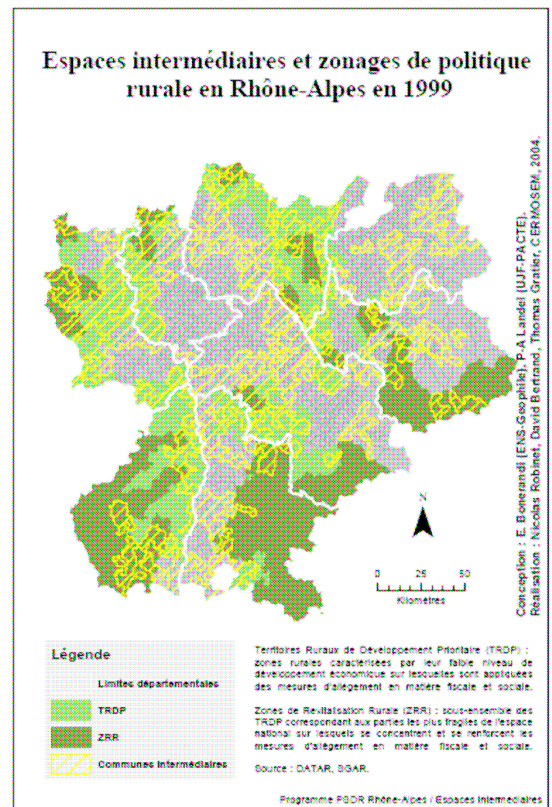 Espaces intermédiaires et zonages de politique
rurale en Rhône-Alpes en 1999
Conception : E. Bonerandi (ENS-Geophile), P-A Landel (UJF-PACTE).
Réalisation : Nicolas Robinet, David Bertrand, Thomas Gratier, CERMOSEM, 2004.
N
0 25 50
Kilomètres
Légende
Limites départementales
TRDP
ZRR
Communes intermédiaires
Territoires Ruraux de Développement Prioritaire (TRDP) :
zones rurales caractérisées par leur faible niveau de
développement économique sur lesquelles sont appliquées
des mesures d'allègement en matière fiscale et sociale.
Zones de Revitalisation Rurale (ZRR) : sous-ensemble des
TRDP correspondant aux parties les plus fragiles de l'espace
national sur lesquels se concentrent et se renforcent les
mesures d'allègement en matière fiscale et sociale.
Source : DATAR, SGAR.
Programme PSDR Rhône-Alpes / Espaces Intermédiaires